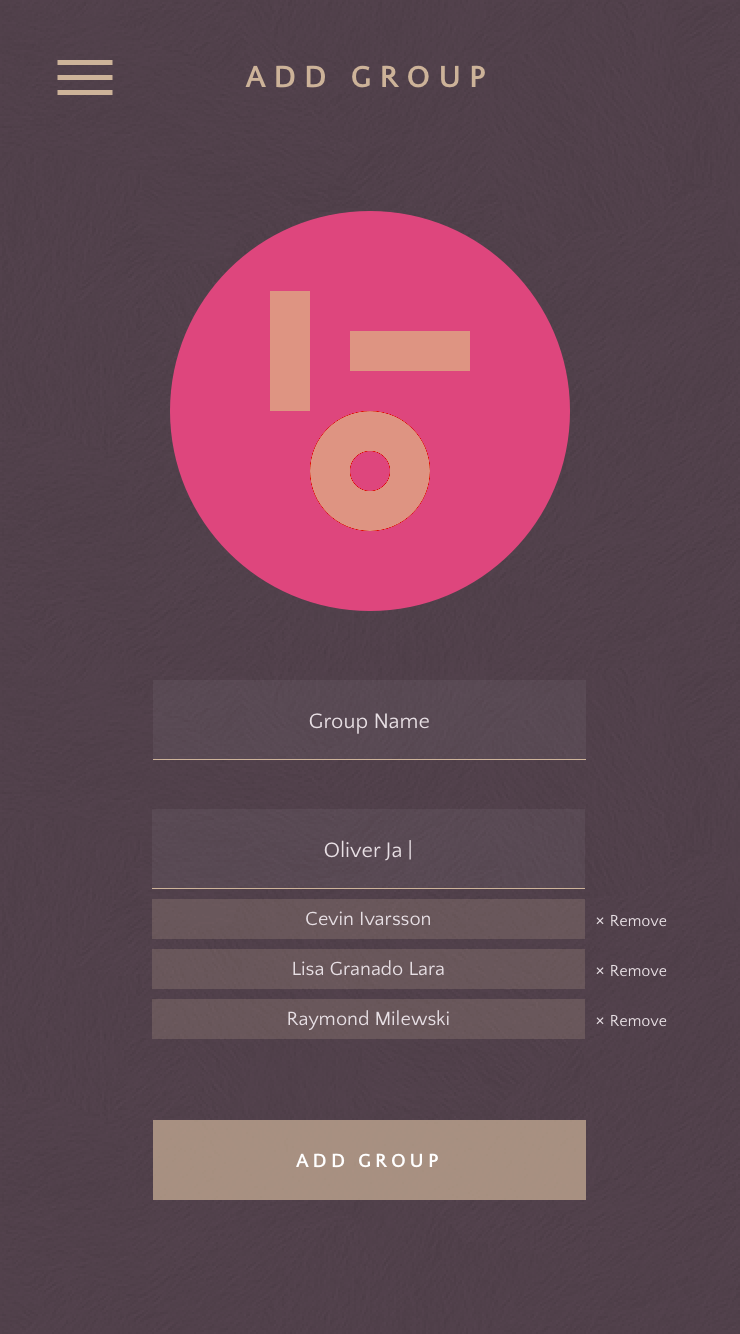 ADD GROUP
Group Name
Oliver Ja |
Cevin Ivarsson × Remove
Lisa Granado Lara × Remove
Raymond Milewski × Remove
ADD GROUP